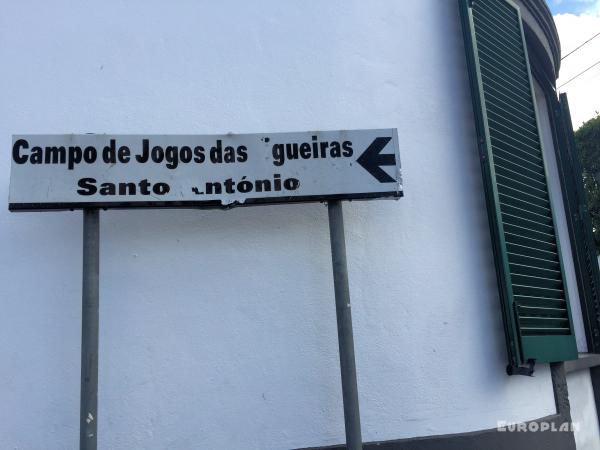 Campo de Jogos das gueiras
Santo ntónio
EUROPLAN